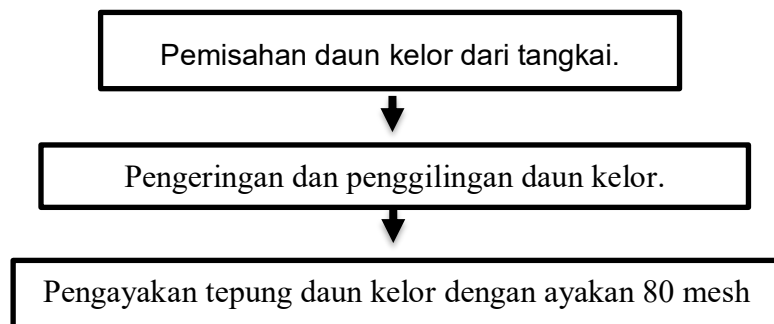 Pemisahan daun kelor dari tangkai.
Pengeringan dan penggilingan daun kelor.
Pengayakan tepung daun kelor dengan ayakan 80 mesh